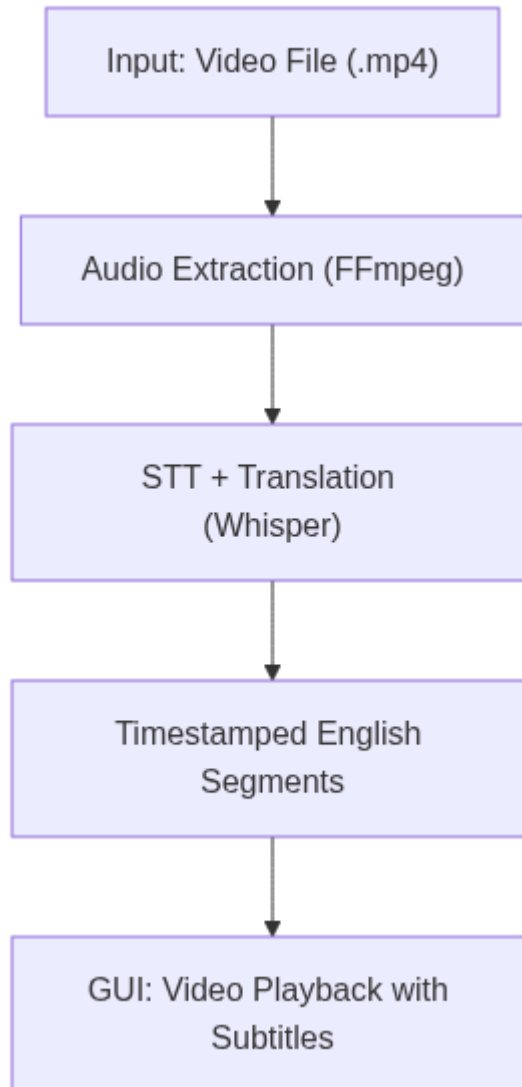 Input: Video File (.mp4)
Audio Extraction (FFmpeg)
STT + Translation
(Whisper)
Timestamped English
Segments
GUI: Video Playback with
Subtitles